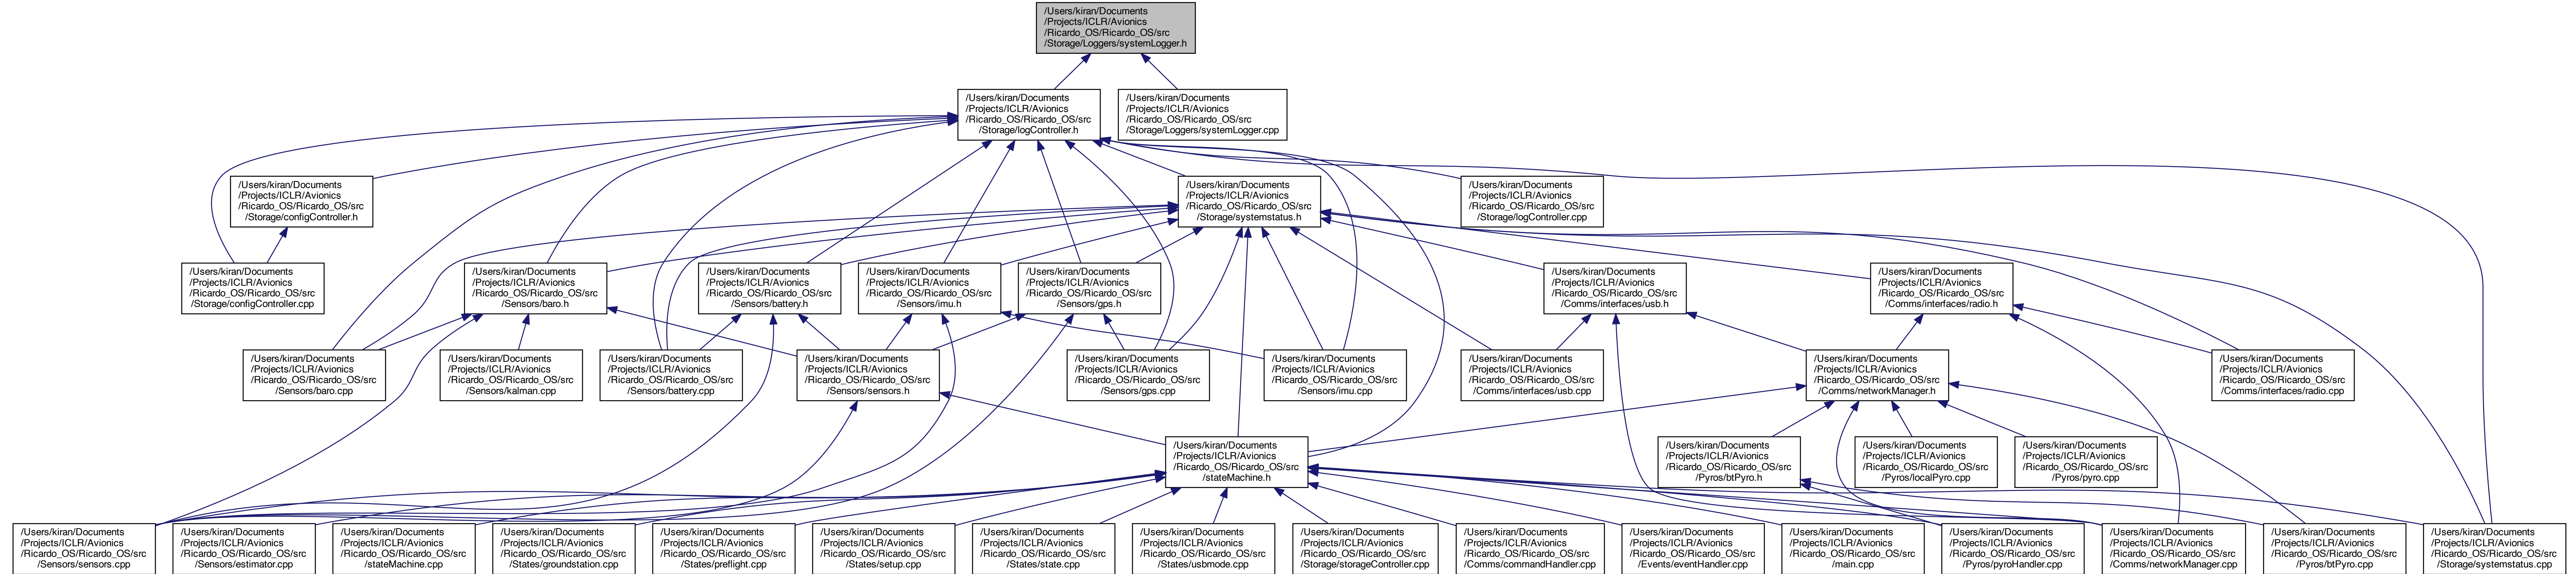 /Users/kiran/Documents
/Projects/ICLR/Avionics
/Ricardo_OS/Ricardo_OS/src
/Storage/Loggers/systemLogger.h
/Users/kiran/Documents
/Projects/ICLR/Avionics
/Ricardo_OS/Ricardo_OS/src
/Storage/logController.h
/Users/kiran/Documents
/Projects/ICLR/Avionics
/Ricardo_OS/Ricardo_OS/src
/Storage/Loggers/systemLogger.cpp
/Users/kiran/Documents
/Projects/ICLR/Avionics
/Ricardo_OS/Ricardo_OS/src
/Storage/configController.h
/Users/kiran/Documents
/Projects/ICLR/Avionics
/Ricardo_OS/Ricardo_OS/src
/Storage/systemstatus.h
/Users/kiran/Documents
/Projects/ICLR/Avionics
/Ricardo_OS/Ricardo_OS/src
/Storage/logController.cpp
/Users/kiran/Documents
/Projects/ICLR/Avionics
/Ricardo_OS/Ricardo_OS/src
/Storage/configController.cpp
/Users/kiran/Documents
/Projects/ICLR/Avionics
/Ricardo_OS/Ricardo_OS/src
/Sensors/baro.h
/Users/kiran/Documents
/Projects/ICLR/Avionics
/Ricardo_OS/Ricardo_OS/src
/Sensors/battery.h
/Users/kiran/Documents
/Projects/ICLR/Avionics
/Ricardo_OS/Ricardo_OS/src
/Sensors/imu.h
/Users/kiran/Documents
/Projects/ICLR/Avionics
/Ricardo_OS/Ricardo_OS/src
/Sensors/gps.h
/Users/kiran/Documents
/Projects/ICLR/Avionics
/Ricardo_OS/Ricardo_OS/src
/Comms/interfaces/usb.h
/Users/kiran/Documents
/Projects/ICLR/Avionics
/Ricardo_OS/Ricardo_OS/src
/Comms/interfaces/radio.h
/Users/kiran/Documents
/Projects/ICLR/Avionics
/Ricardo_OS/Ricardo_OS/src
/Sensors/baro.cpp
/Users/kiran/Documents
/Projects/ICLR/Avionics
/Ricardo_OS/Ricardo_OS/src
/Sensors/kalman.cpp
/Users/kiran/Documents
/Projects/ICLR/Avionics
/Ricardo_OS/Ricardo_OS/src
/Sensors/battery.cpp
/Users/kiran/Documents
/Projects/ICLR/Avionics
/Ricardo_OS/Ricardo_OS/src
/Sensors/sensors.h
/Users/kiran/Documents
/Projects/ICLR/Avionics
/Ricardo_OS/Ricardo_OS/src
/Sensors/gps.cpp
/Users/kiran/Documents
/Projects/ICLR/Avionics
/Ricardo_OS/Ricardo_OS/src
/Sensors/imu.cpp
/Users/kiran/Documents
/Projects/ICLR/Avionics
/Ricardo_OS/Ricardo_OS/src
/Comms/interfaces/usb.cpp
/Users/kiran/Documents
/Projects/ICLR/Avionics
/Ricardo_OS/Ricardo_OS/src
/Comms/networkManager.h
/Users/kiran/Documents
/Projects/ICLR/Avionics
/Ricardo_OS/Ricardo_OS/src
/Comms/interfaces/radio.cpp
/Users/kiran/Documents
/Projects/ICLR/Avionics
/Ricardo_OS/Ricardo_OS/src
/stateMachine.h
/Users/kiran/Documents
/Projects/ICLR/Avionics
/Ricardo_OS/Ricardo_OS/src
/Pyros/btPyro.h
/Users/kiran/Documents
/Projects/ICLR/Avionics
/Ricardo_OS/Ricardo_OS/src
/Pyros/localPyro.cpp
/Users/kiran/Documents
/Projects/ICLR/Avionics
/Ricardo_OS/Ricardo_OS/src
/Pyros/pyro.cpp
/Users/kiran/Documents
/Projects/ICLR/Avionics
/Ricardo_OS/Ricardo_OS/src
/Sensors/sensors.cpp
/Users/kiran/Documents
/Projects/ICLR/Avionics
/Ricardo_OS/Ricardo_OS/src
/Sensors/estimator.cpp
/Users/kiran/Documents
/Projects/ICLR/Avionics
/Ricardo_OS/Ricardo_OS/src
/stateMachine.cpp
/Users/kiran/Documents
/Projects/ICLR/Avionics
/Ricardo_OS/Ricardo_OS/src
/States/groundstation.cpp
/Users/kiran/Documents
/Projects/ICLR/Avionics
/Ricardo_OS/Ricardo_OS/src
/States/preflight.cpp
/Users/kiran/Documents
/Projects/ICLR/Avionics
/Ricardo_OS/Ricardo_OS/src
/States/setup.cpp
/Users/kiran/Documents
/Projects/ICLR/Avionics
/Ricardo_OS/Ricardo_OS/src
/States/state.cpp
/Users/kiran/Documents
/Projects/ICLR/Avionics
/Ricardo_OS/Ricardo_OS/src
/States/usbmode.cpp
/Users/kiran/Documents
/Projects/ICLR/Avionics
/Ricardo_OS/Ricardo_OS/src
/Storage/storageController.cpp
/Users/kiran/Documents
/Projects/ICLR/Avionics
/Ricardo_OS/Ricardo_OS/src
/Comms/commandHandler.cpp
/Users/kiran/Documents
/Projects/ICLR/Avionics
/Ricardo_OS/Ricardo_OS/src
/Events/eventHandler.cpp
/Users/kiran/Documents
/Projects/ICLR/Avionics
/Ricardo_OS/Ricardo_OS/src
/main.cpp
/Users/kiran/Documents
/Projects/ICLR/Avionics
/Ricardo_OS/Ricardo_OS/src
/Pyros/pyroHandler.cpp
/Users/kiran/Documents
/Projects/ICLR/Avionics
/Ricardo_OS/Ricardo_OS/src
/Comms/networkManager.cpp
/Users/kiran/Documents
/Projects/ICLR/Avionics
/Ricardo_OS/Ricardo_OS/src
/Pyros/btPyro.cpp
/Users/kiran/Documents
/Projects/ICLR/Avionics
/Ricardo_OS/Ricardo_OS/src
/Storage/systemstatus.cpp